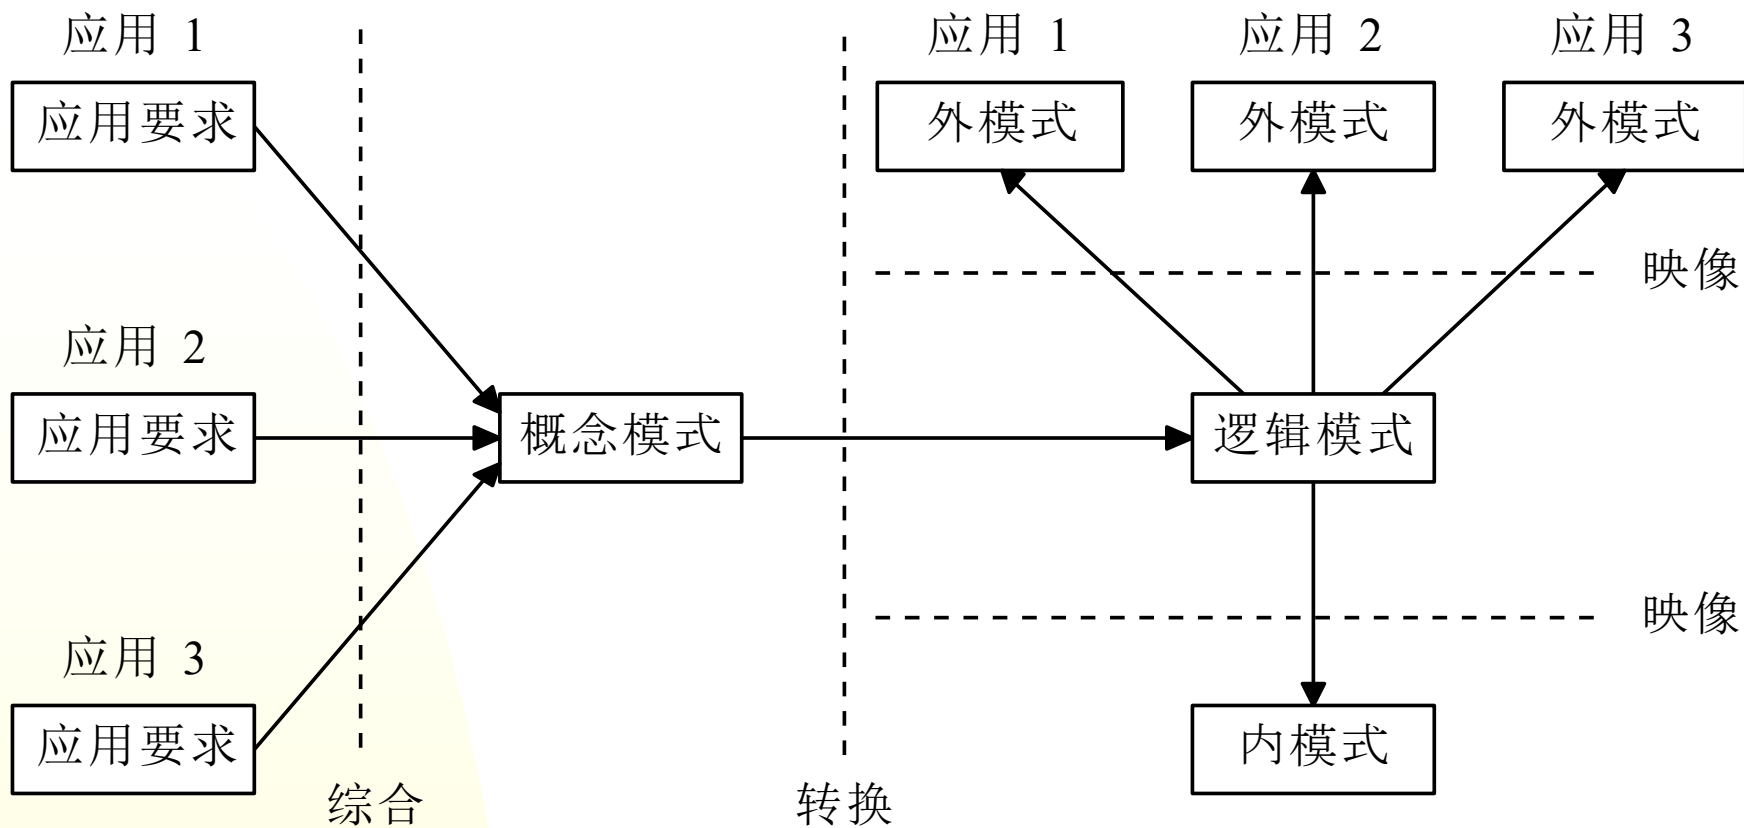 应用 1
应用要求
应用 2
应用要求
应用 3
应用要求
综合
概念模式
转换
应用 1
应用 2
应用 3
外模式
外模式
外模式
映像
逻辑模式
映像
内模式